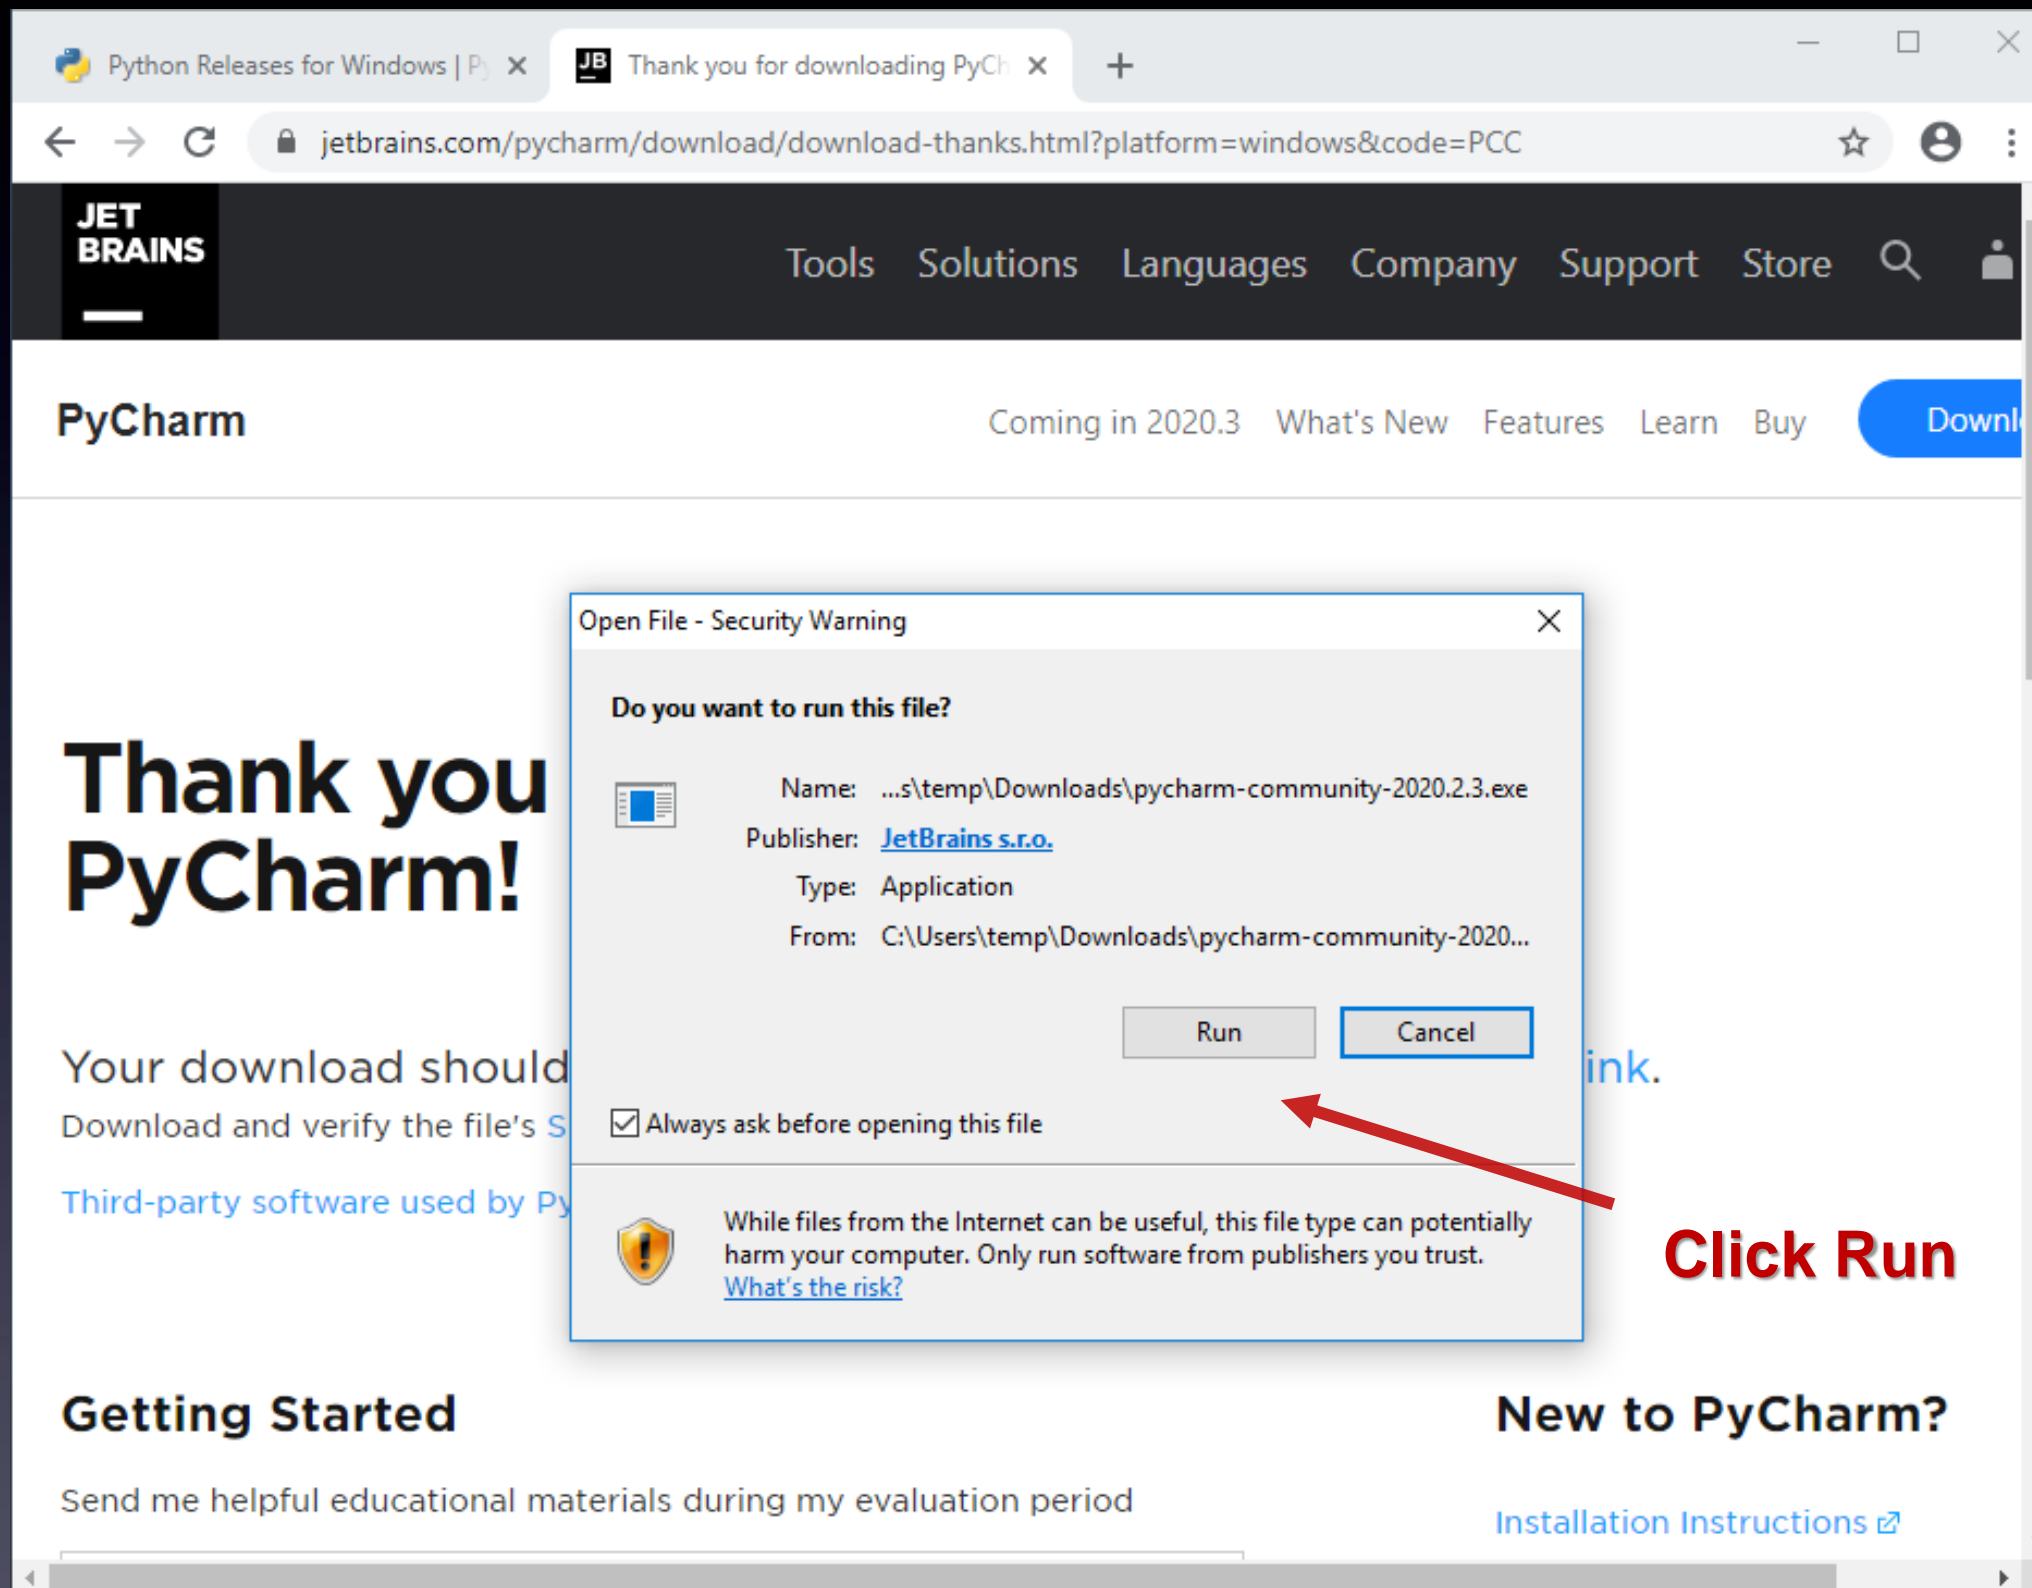 Python Releases for Windows | Py
JB
Thank you for downloading PyCh
jetbrains.com/pycharm/download/download-thanks.html?platform=windows&code=PCC
JET
BRAINS
Tools Solutions Languages Company Support Store
PyCharm
Coming in 2020.3 What's New Features Learn Buy Downl
Thank you
PyCharm!
Your download should
ink.
Download and verify the file's S
Third-party software used by Py
Open File - Security Warning
Do you want to run this file?
Name: ...s\temp\Downloads\pycharm-community-2020.2.3.exe
Publisher: JetBrains s.r.o.
Type: Application
From: C:\Users\temp\Downloads\pycharm-community-2020...
Run Cancel
Always ask before opening this file
While files from the Internet can be useful, this file type can potentially
harm your computer. Only run software from publishers you trust.
What's the risk?
Click Run
Getting Started
Send me helpful educational materials during my evaluation period
New to PyCharm?
Installation Instructions